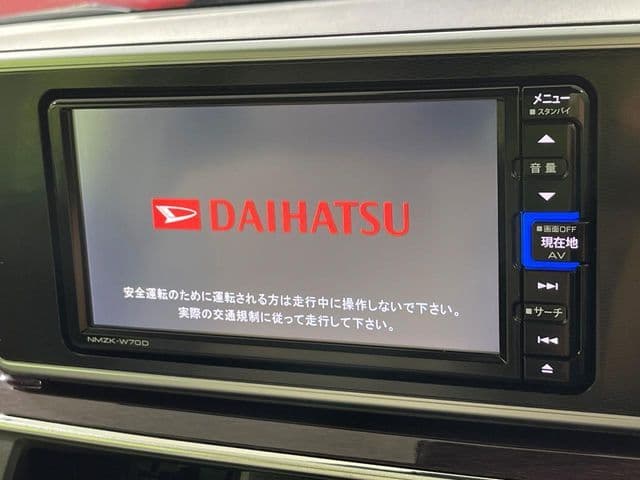 DAIHATSU
安全運転のために運転される方は走行中に操作しないで下さい。
実際の交通規制に従って走行して下さい。
NMZK-W70D
メニュー
■スタンバイ
音量
■画面OFF
現在地
AV
■サーチ